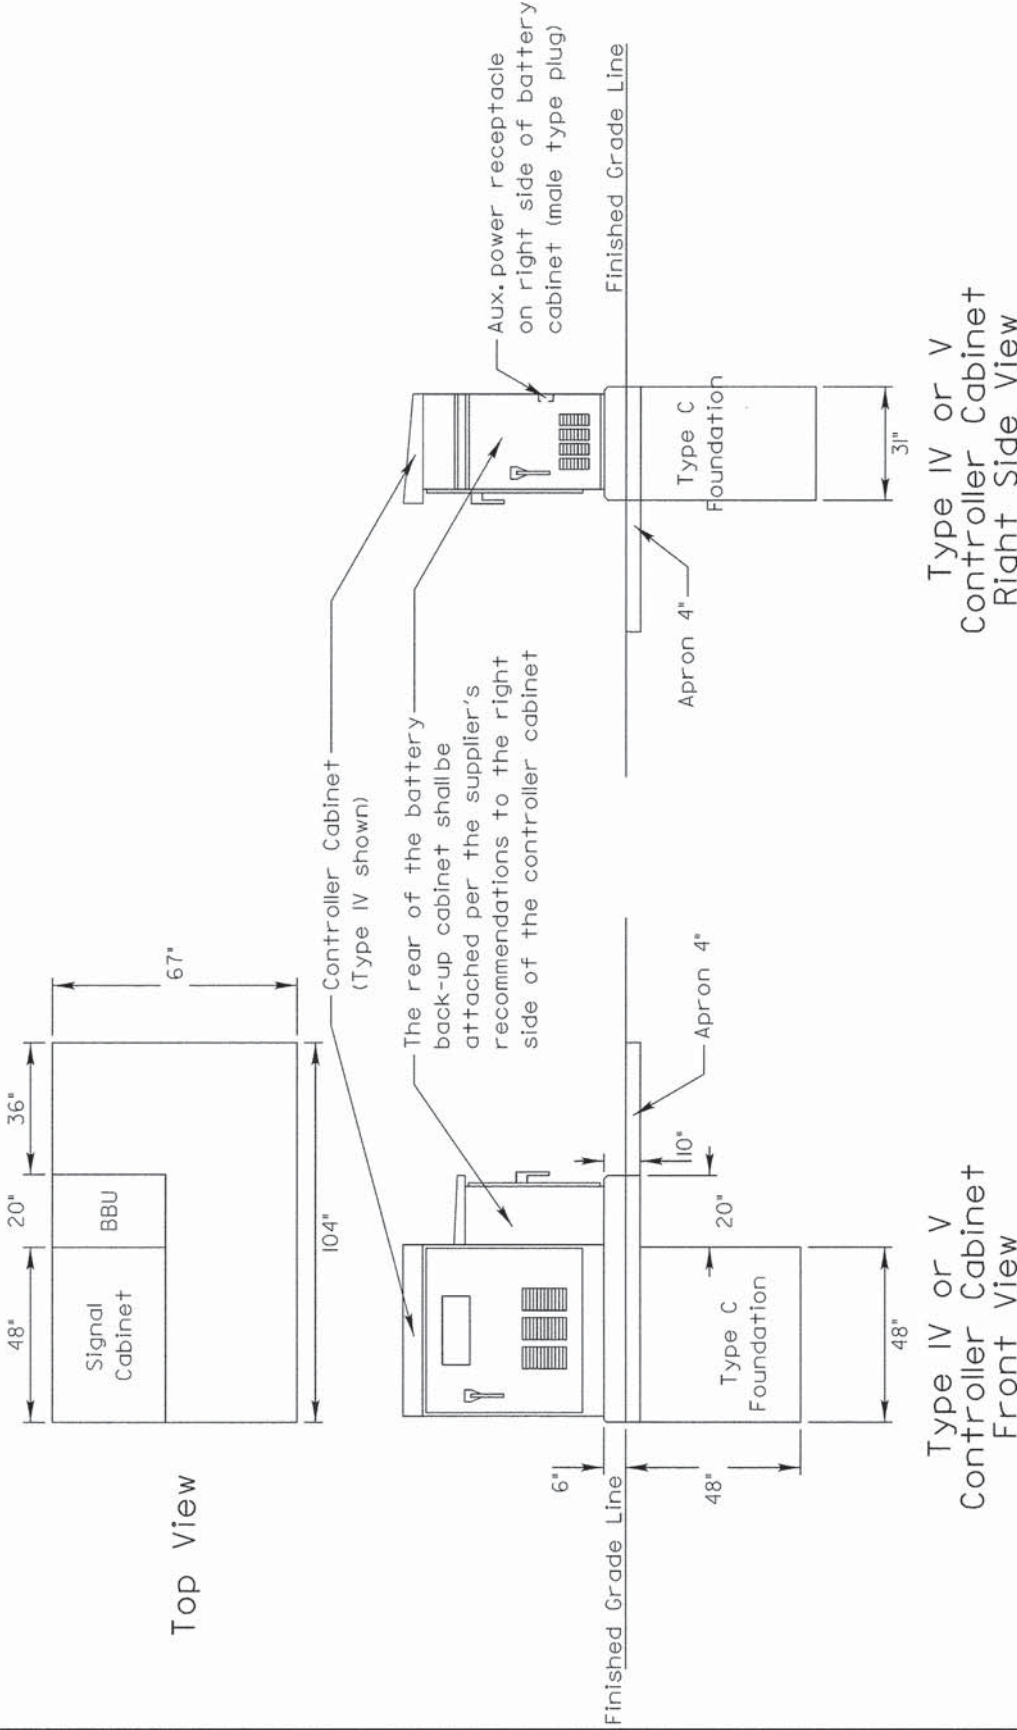 Top View
48"
20"
36"
Signal
Cabinet
BBU
67"
104"
Controller Cabinet
(Type IV shown)
The rear of the battery
back-up cabinet shall be
attached per the supplier's
recommendations to the right
side of the controller cabinet
Aux. power receptacle
on right side of battery
cabinet (male type plug)
Finished Grade Line
6"
48"
Type C
Foundation
20"
10"
Apron 4"
48"
Type IV or V
Controller Cabinet
Front View
Apron 4"
Type C
Foundation
Finished Grade Line
31"
Type IV or V
Controller Cabinet
Right Side View